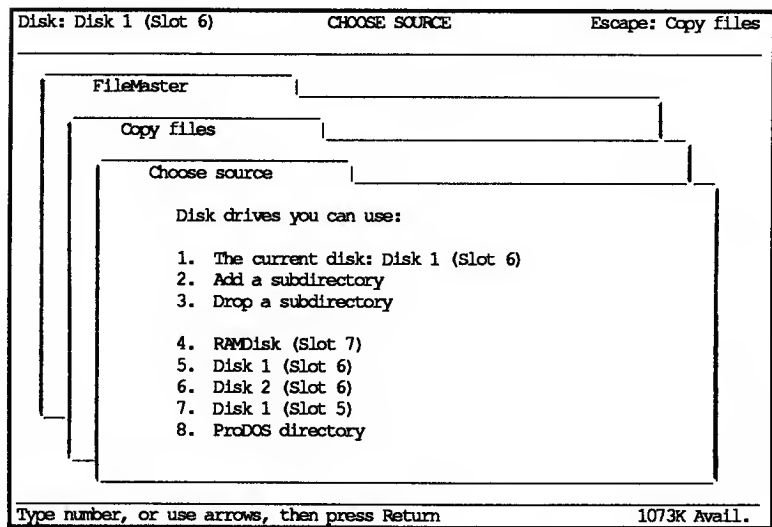 Disk: Disk 1 (Slot 6) CHOOSE SOURCE Escape: Copy files
FileMaster
Copy files
Choose source
Disk drives you can use:
1. The current disk: Disk 1 (Slot 6)
2. Add a subdirectory
3. Drop a subdirectory
4. RAMDisk (Slot 7)
5. Disk 1 (Slot 6)
6. Disk 2 (Slot 6)
7. Disk 1 (Slot 5)
8. ProDOS directory
Type number, or use arrows, then press Return 1073K Avail.